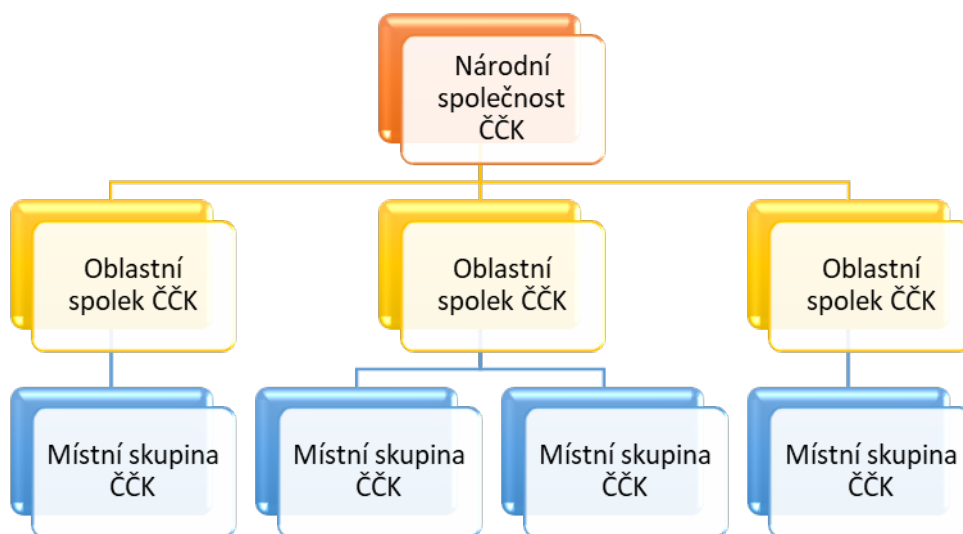 Národní
společnost
ČČK
Oblastní
spolek ČČK
Oblastní
spolek ČČK
Oblastní
spolek ČČK
Místní skupina
ČČK
Místní skupina
ČČK
Místní skupina
ČČK
Místní skupina
ČČK